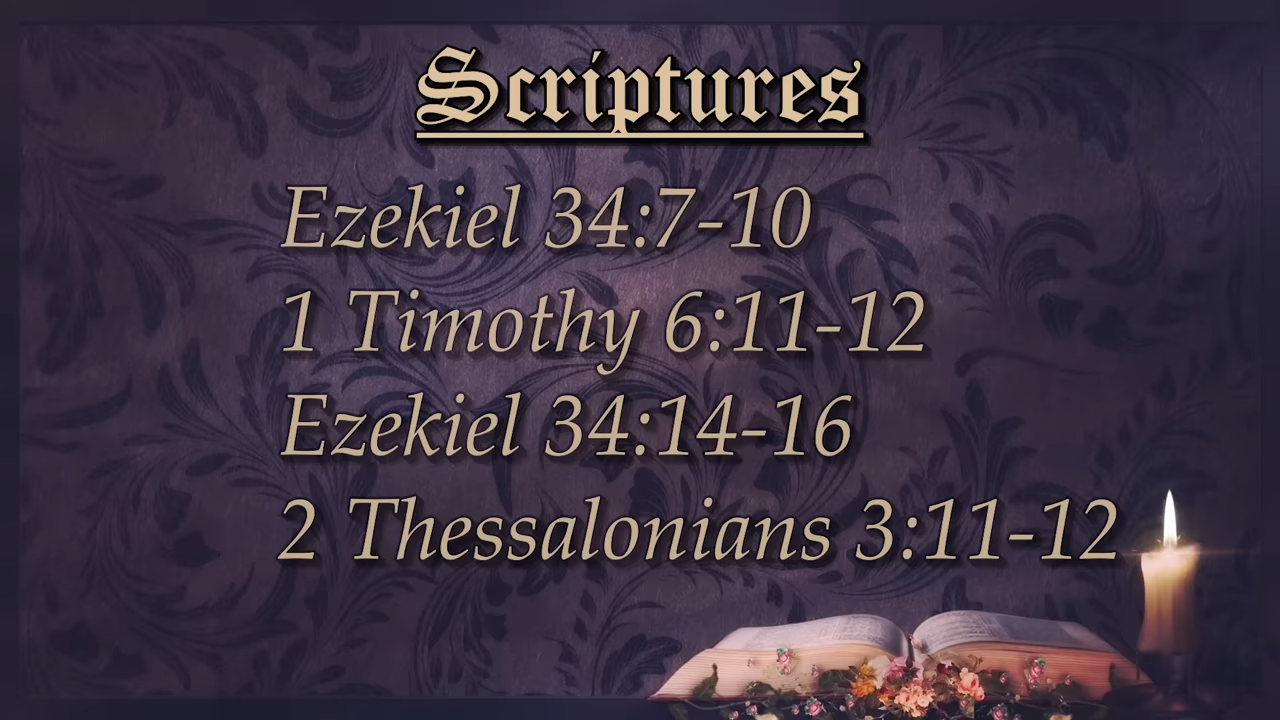 Scriptures
Ezekiel 34:7-10
1 Timothy 6:11-12
Ezekiel 34:14-16
2 Thessalonians 3:11-12